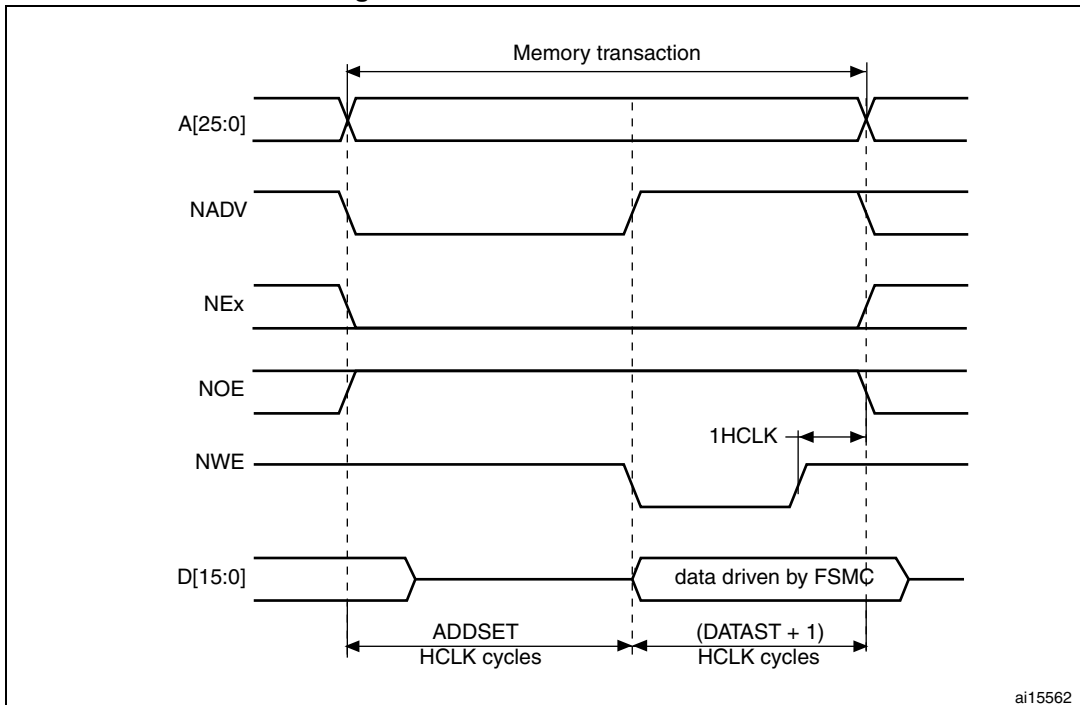 g
Memory transaction
A[25:0]
NADV
NEx
NOE
1HCLK
NWE
D[15:0]
data driven by FSMC
ADDSET
HCLK cycles
(DATAST + 1)
HCLK cycles
ai15562